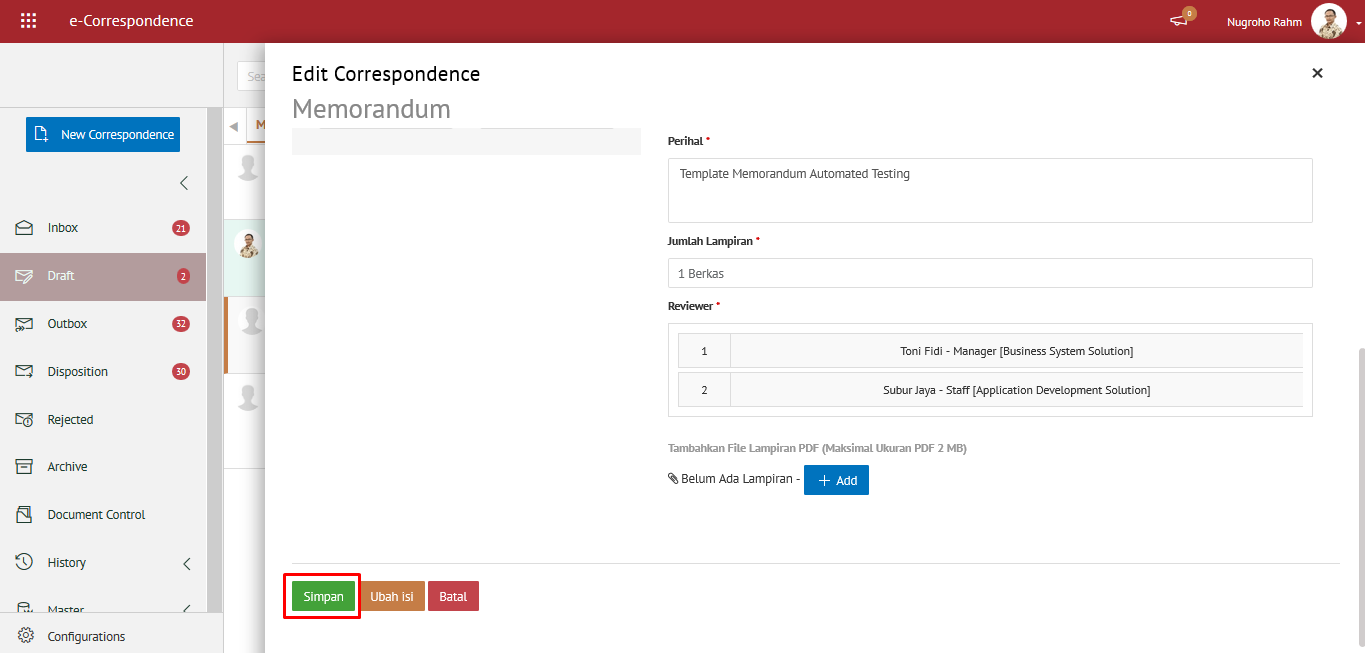 e-Correspondence
0
Nugroho Rahm
Edit Correspondence
Memorandum
Sea
New Correspondence
M
Inbox 21
Draft 2
Outbox 32
Disposition 30
Rejected
Archive
Document Control
History
Master
Configurations
Perihal *
Template Memorandum Automated Testing
Jumlah Lampiran *
1 Berkas
Reviewer *
1 Toni Fidi - Manager [Business System Solution]
2 Subur Jaya - Staff [Application Development Solution]
Tambahkan File Lampiran PDF (Maksimal Ukuran PDF 2 MB)
Belum Ada Lampiran - + Add
Simpan Ubah isi Batal